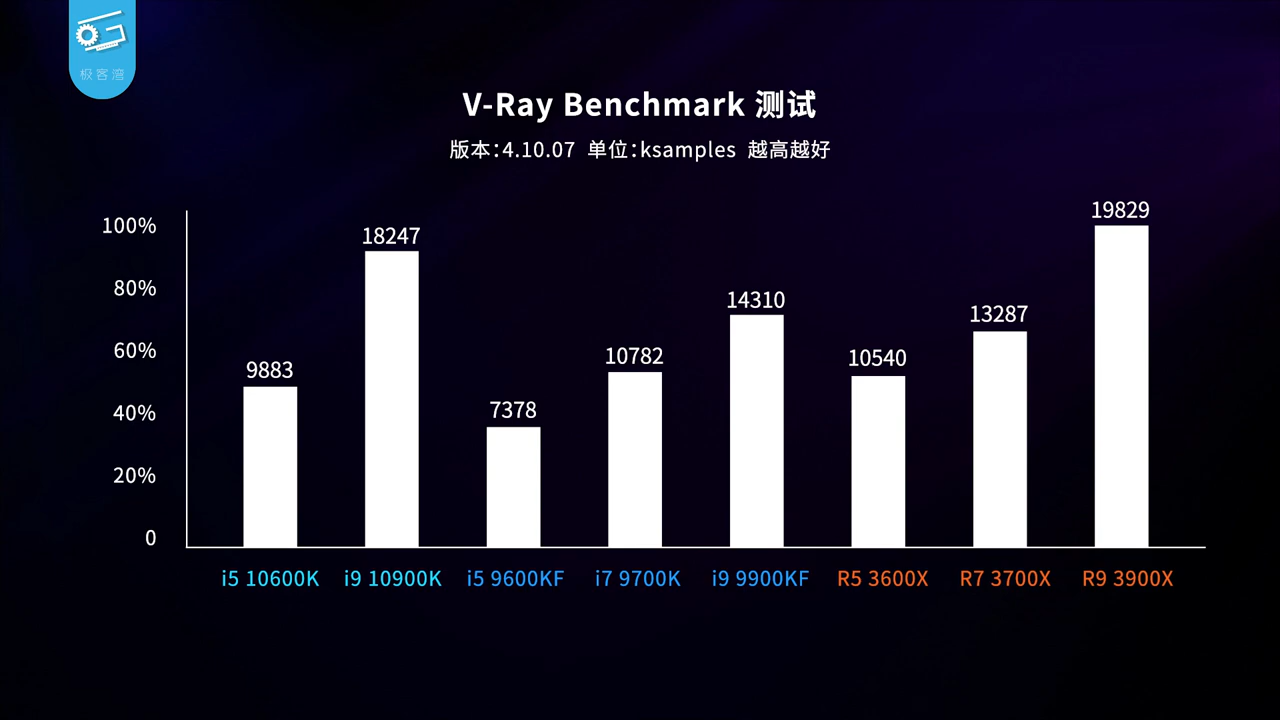 极客湾
V-Ray Benchmark 测试
版本:4.10.07 单位:ksamples 越高越好
100%
80%
60%
40%
20%
0
9883
18247
7378
10782
14310
10540
13287
19829
i5 10600K
i9 10900K
i5 9600KF
i7 9700K
i9 9900KF
R5 3600X
R7 3700X
R9 3900X